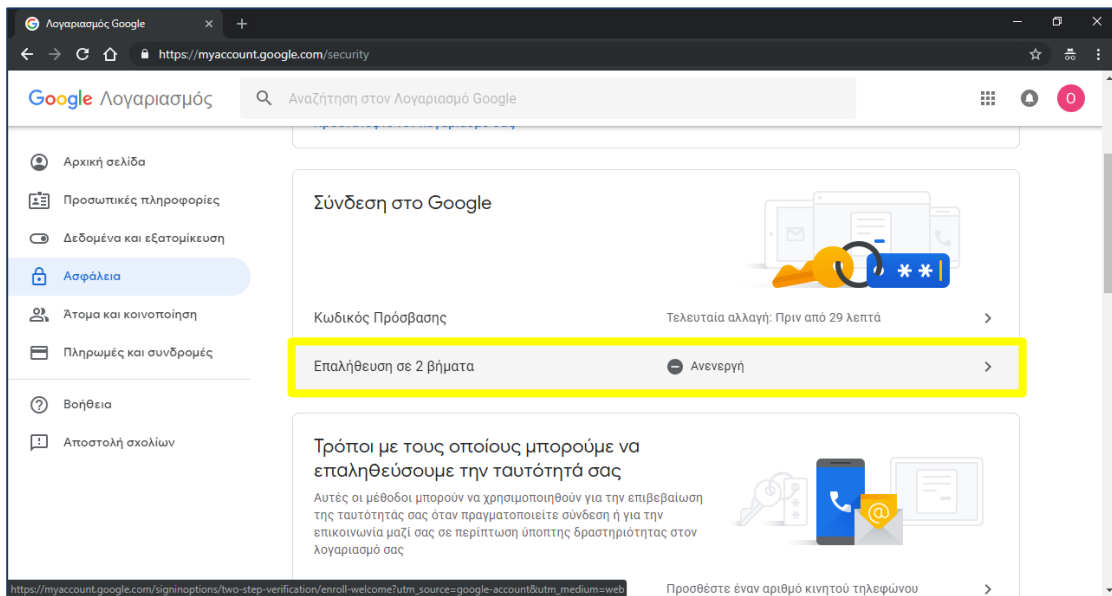 Λογαριασμός Google
https://myaccount.google.com/security
Google Λογαριασμός
Αναζήτηση στον Λογαριασμό Google
O
Αρχική σελίδα
Προσωπικές πληροφορίες
Δεδομένα και εξατομίκευση
Ασφάλεια
Άτομα και κοινοποίηση
Πληρωμές και συνδρομές
Βοήθεια
Αποστολή σχολίων
Σύνδεση στο Google
**
Κωδικός Πρόσβασης
Τελευταία αλλαγή: Πριν από 29 λεπτά
Επαλήθευση σε 2 βήματα
Ανενεργή
Τρόποι με τους οποίους μπορούμε να
επαληθεύσουμε την ταυτότητά σας
Αυτές οι μέθοδοι μπορούν να χρησιμοποιηθούν για την επιβεβαίωση
της ταυτότητάς σας όταν πραγματοποιείτε σύνδεση ή για την
επικοινωνία μαζί σας σε περίπτωση ύποπτης δραστηριότητας στον
λογαριασμό σας
@
Προσθέστε έναν αριθμό κινητού τηλεφώνου
https://myaccount.google.com/signinoptions/two-step-verification/enroll-welcome?utm_source=google-account&utm_medium=web